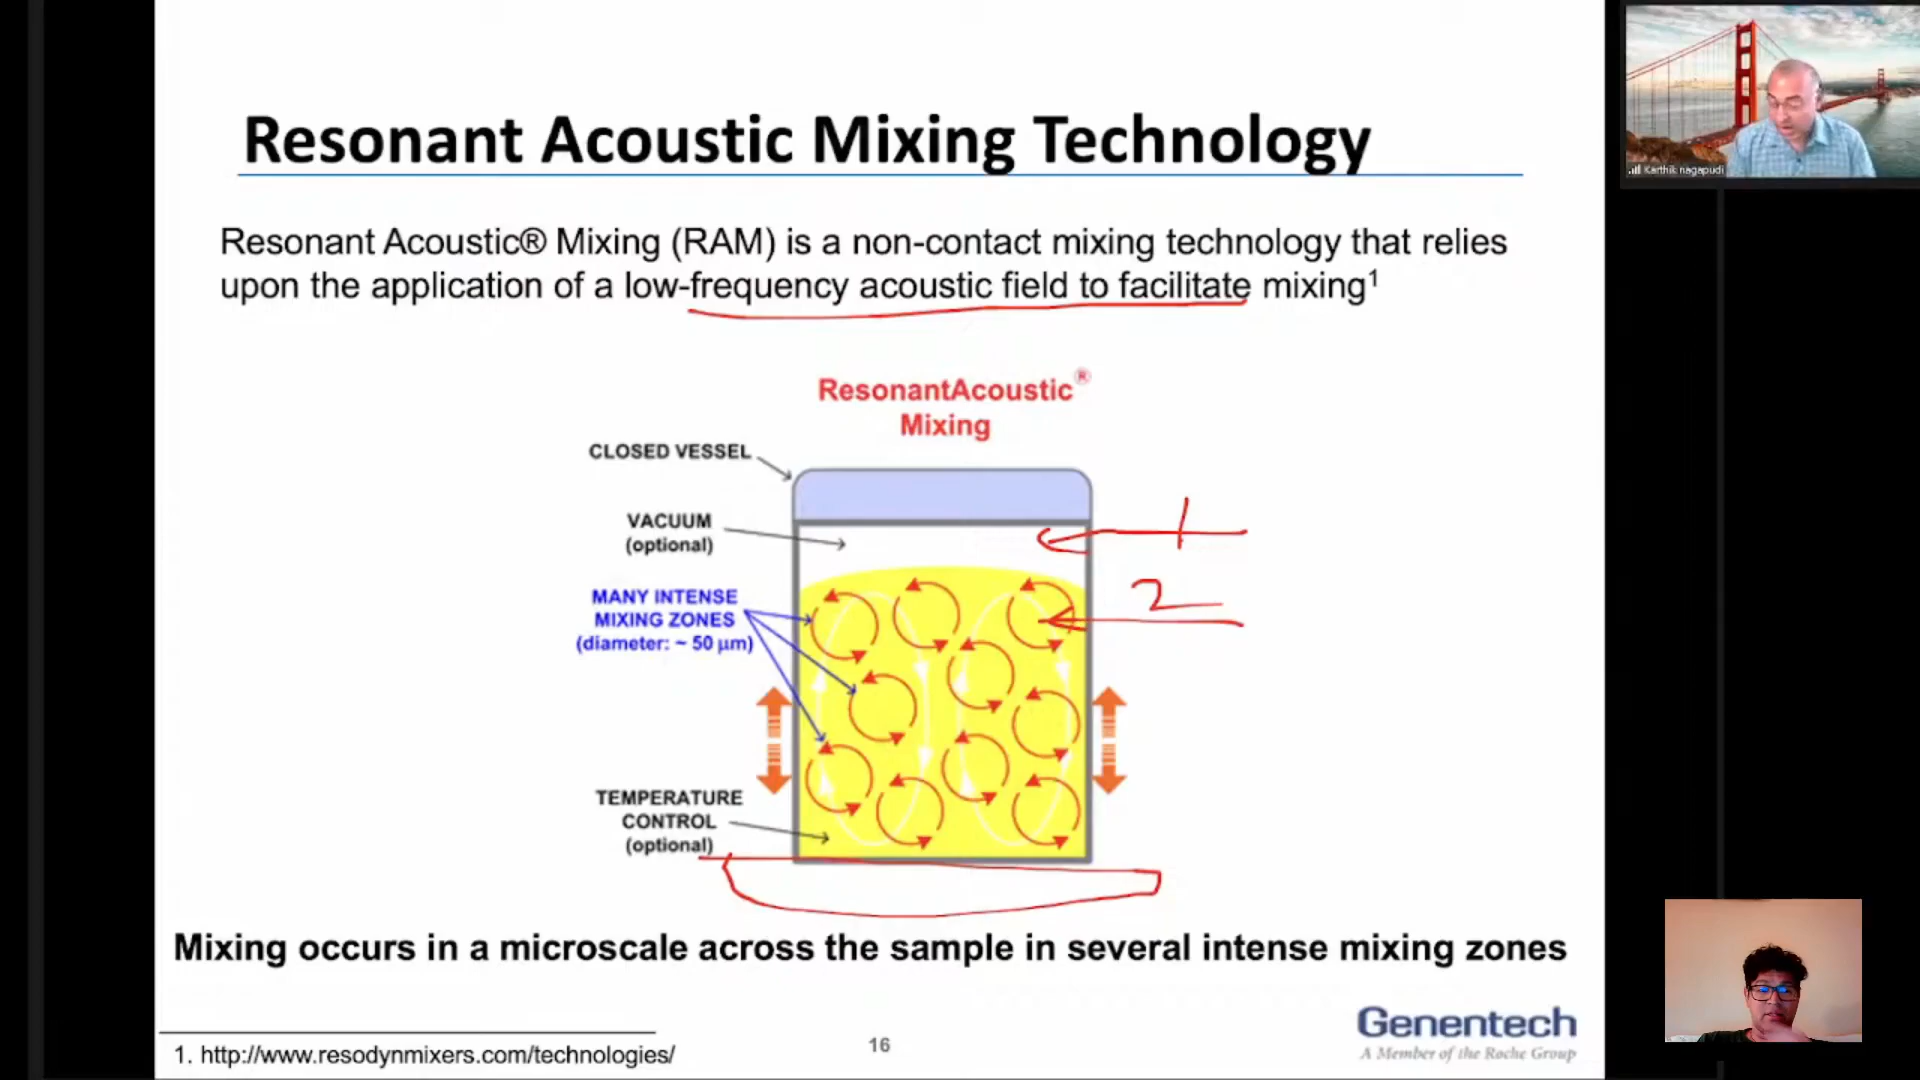 Resonant Acoustic Mixing Technology
Karthik nagapudi
Resonant Acoustic® Mixing (RAM) is a non-contact mixing technology that relies
upon the application of a low-frequency acoustic field to facilitate mixing1
ResonantAcoustic®
Mixing
CLOSED VESSEL
VACUUM
(optional)
1
2
MANY INTENSE
MIXING ZONES
(diameter: ~ 50 µm)
TEMPERATURE
CONTROL
(optional)
Mixing occurs in a microscale across the sample in several intense mixing zones
1. http://www.resodynmixers.com/technologies/
16
Genentech
A Member of the Roche Group